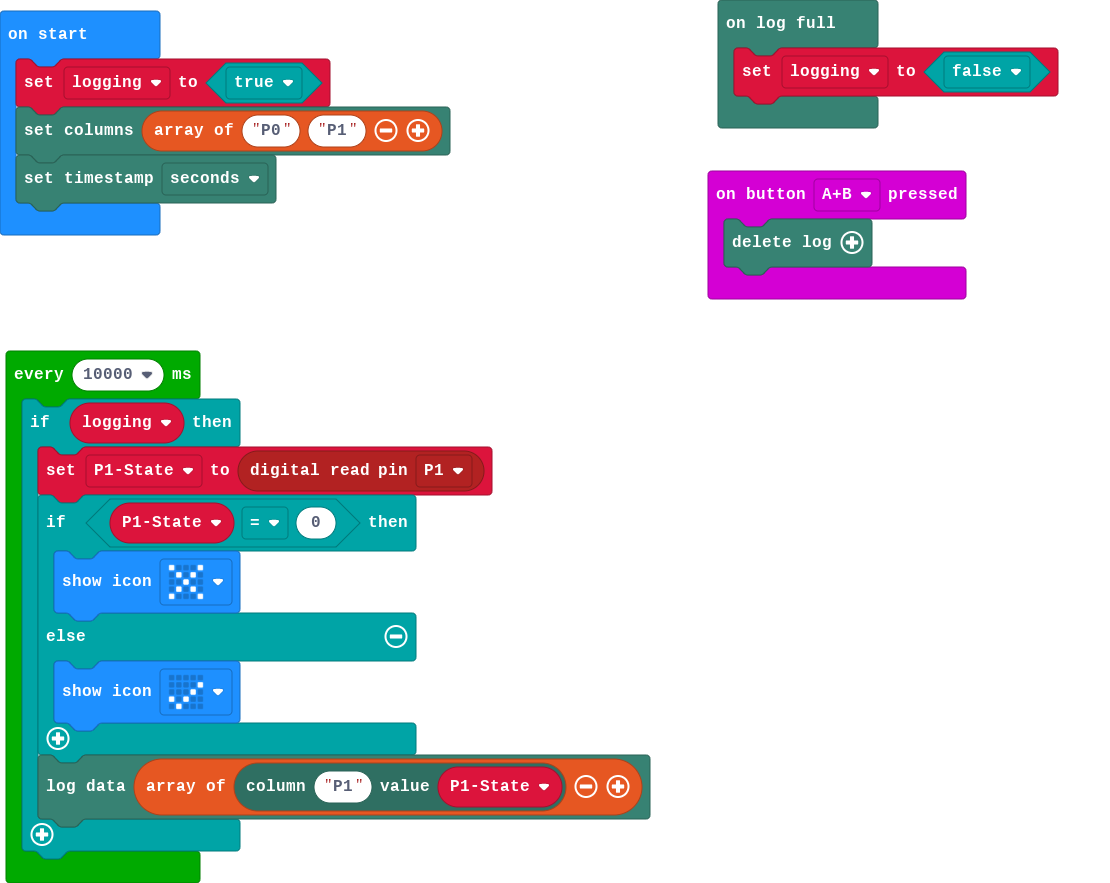 on start
set logging to true
set columns array of "P0" "P1"
set timestamp seconds
on log full
set logging to false
on button A+B pressed
delete log
every 10000 ms
if logging then
set P1-State to digital read pin P1
if P1-State = 0 then
show icon
else
show icon
log data array of column "P1" value P1-State